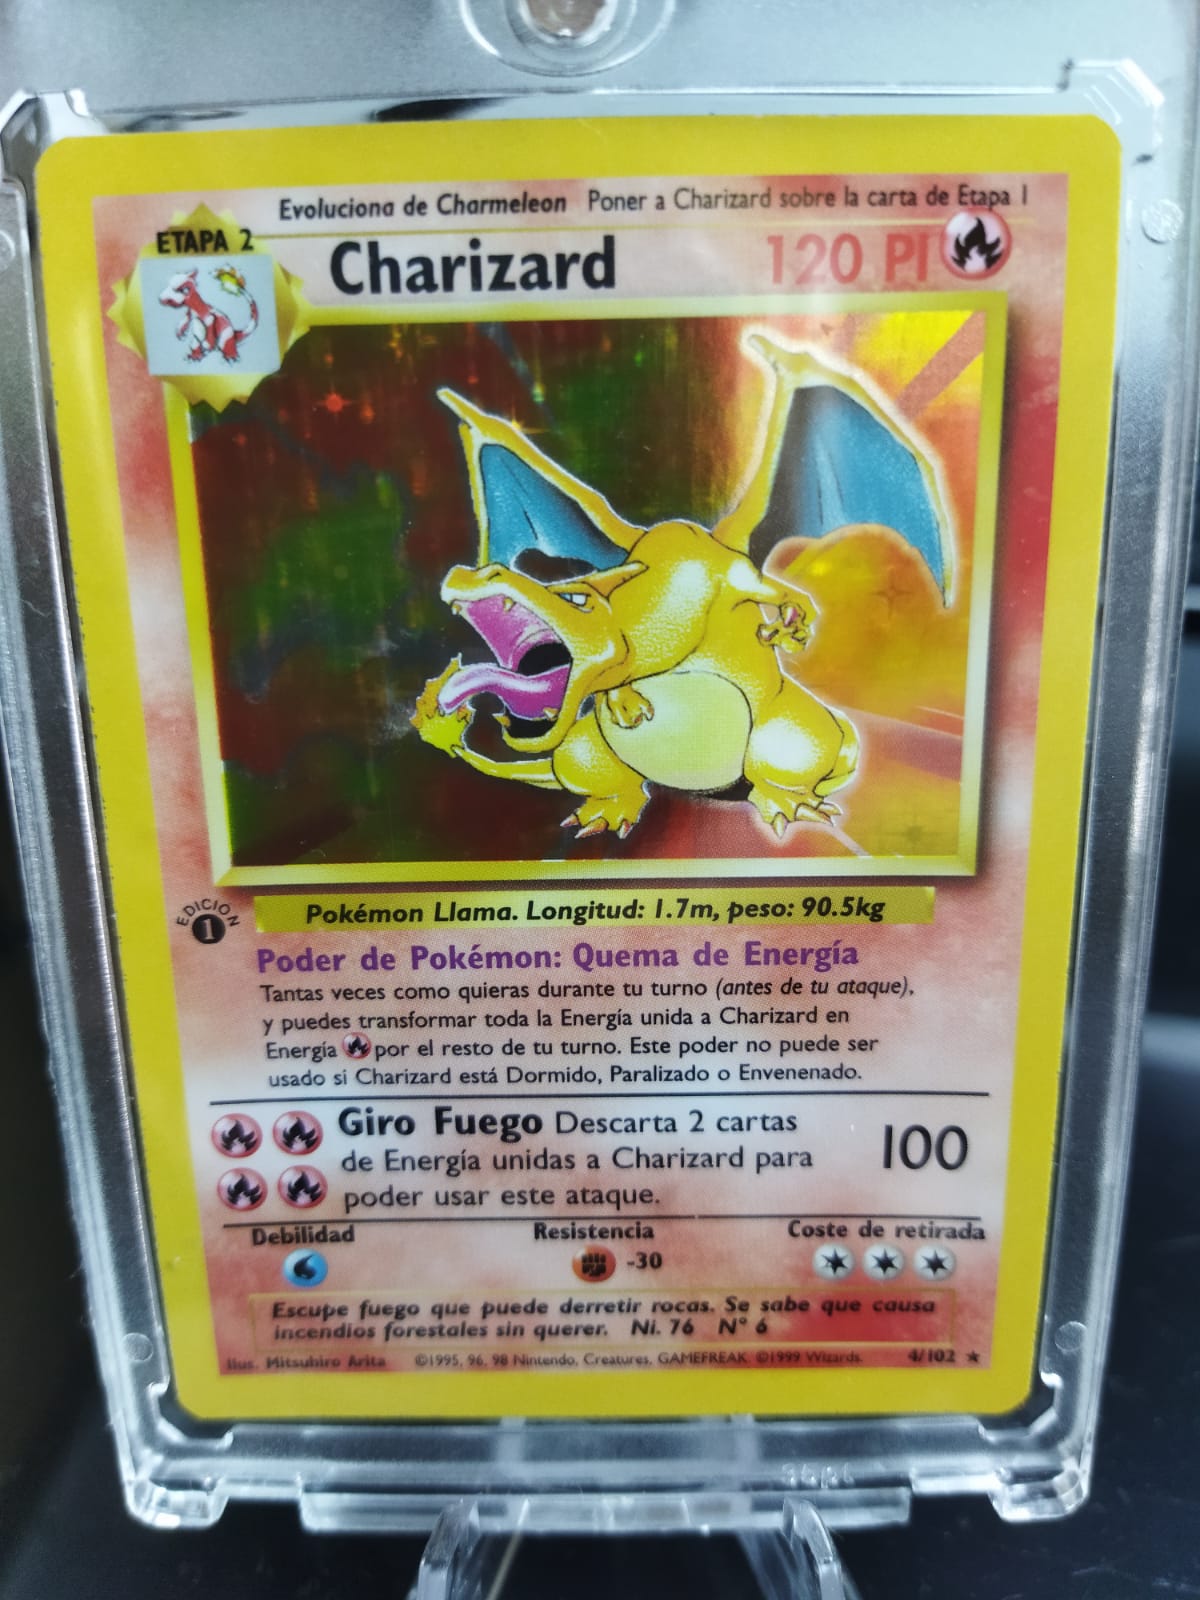 Evoluciona de Charmeleon Poner a Charizard sobre la carta de Etapa 1
ETAPA 2
Charizard 120 PI
EDICION
1
Pokémon Llama. Longitud: 1.7m, peso: 90.5kg
Poder de Pokémon: Quema de Energía
Tantas veces como quieras durante tu turno (antes de tu ataque),
y puedes transformar toda la Energía unida a Charizard en
Energía por el resto de tu turno. Este poder no puede ser
usado si Charizard está Dormido, Paralizado o Envenenado.
Giro Fuego Descarta 2 cartas
de Energía unidas a Charizard para
poder usar este ataque.
100
Debilidad Resistencia Coste de retirada
-30
Escupe fuego que puede derretir rocas. Se sabe que causa
incendios forestales sin querer. Ni. 76 N° 6
Ilus. Mitsuhiro Arita ©1995, 96, 98 Nintendo, Creatures, GAMEFREAK. ©1999 Wizards. 4/102 ★